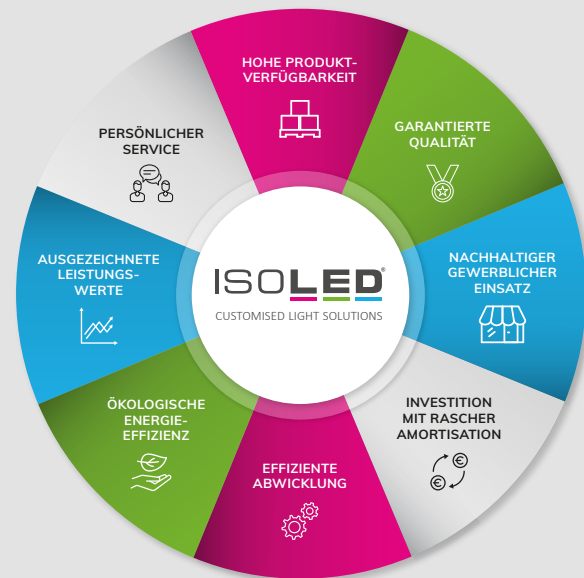 HOHE PRODUKT-
VERFÜGBARKEIT
GARANTIERTE
QUALITÄT
NACHHALTIGER
GEWERBLICHER
EINSATZ
INVESTITION
MIT RASCHER
AMORTISATION
EFFIZIENTE
ABWICKLUNG
ÖKOLOGISCHE
ENERGIE-
EFFIZIENZ
AUSGEZEICHNETE
LEISTUNGS-
WERTE
PERSÖNLICHER
SERVICE
ISOLED®
CUSTOMISED LIGHT SOLUTIONS